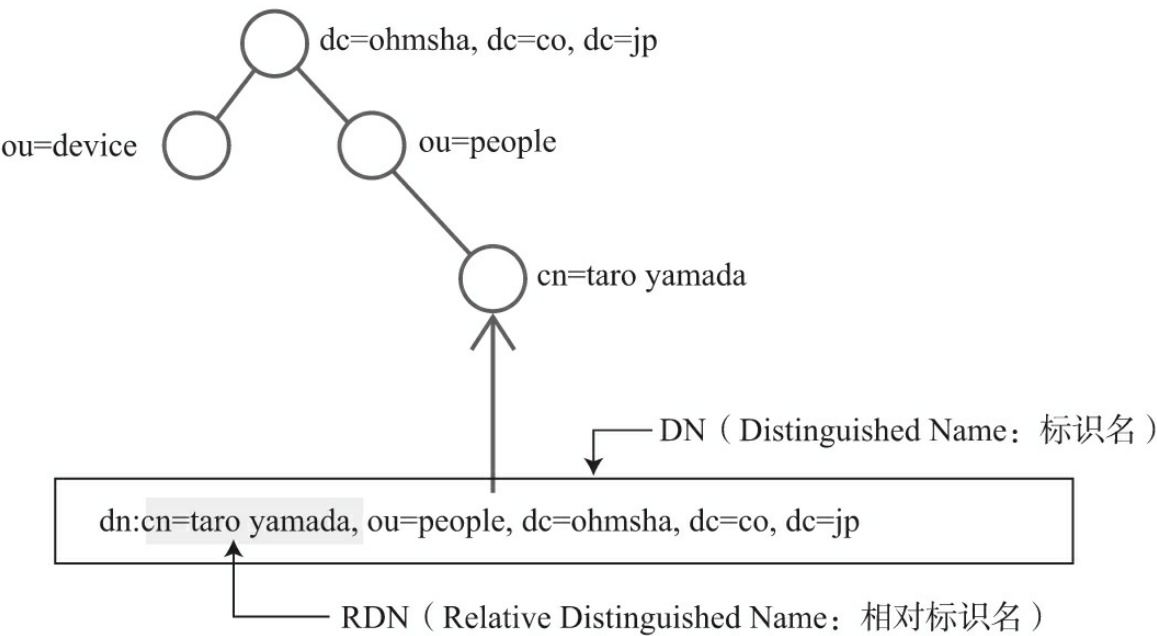 dc=ohmsha, dc=co, dc=jp
ou=device
ou=people
cn=taro yamada
DN（Distinguished Name：标识名）
dn:cn=taro yamada, ou=people, dc=ohmsha, dc=co, dc=jp
RDN（Relative Distinguished Name：相对标识名）